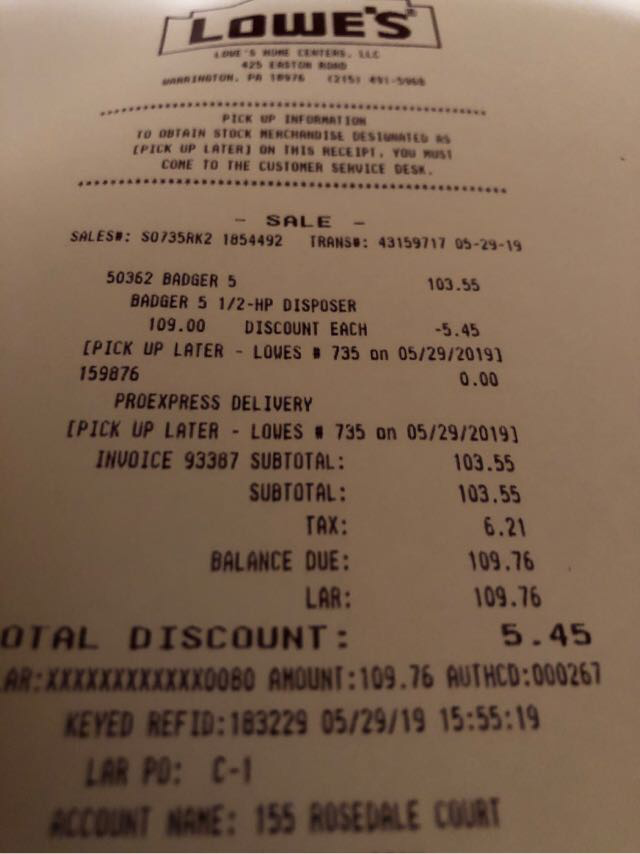 LOWE'S
LOWE'S HOME CENTERS, LLC
425 EASTON ROAD
WARRINGTON, PA 18976 (215) 491-5968
PICK UP INFORMATION
TO OBTAIN STOCK MERCHANDISE DESIGNATED AS
[PICK UP LATER] ON THIS RECEIPT, YOU MUST
COME TO THE CUSTOMER SERVICE DESK.
- SALE -
SALES#: S0735RK2 1854492 TRANS#: 43159717 05-29-19
50362 BADGER 5 103.55
BADGER 5 1/2-HP DISPOSER
109.00 DISCOUNT EACH -5.45
[PICK UP LATER - LOWES # 735 on 05/29/2019]
159876 0.00
PROEXPRESS DELIVERY
[PICK UP LATER - LOWES # 735 on 05/29/2019]
INVOICE 93387 SUBTOTAL: 103.55
SUBTOTAL: 103.55
TAX: 6.21
BALANCE DUE: 109.76
LAR: 109.76
OTAL DISCOUNT: 5.45
AR:XXXXXXXXXXXX0080 AMOUNT:109.76 AUTHCD:000267
KEYED REFID:183229 05/29/19 15:55:19
LAR PO: C-1
ACCOUNT NAME: 155 ROSEDALE COURT